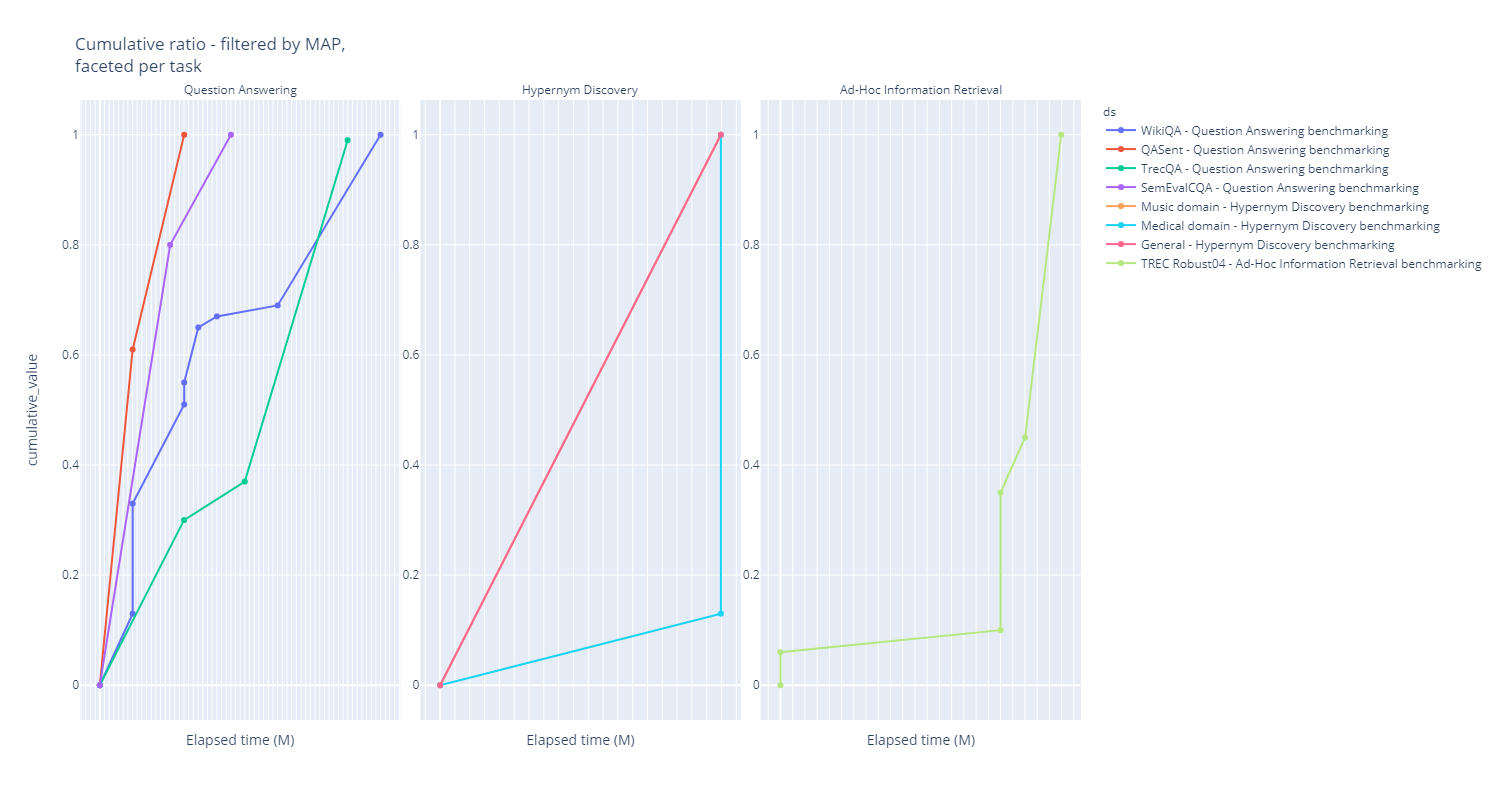 Cumulative ratio - filtered by MAP,
faceted per task
Question Answering
Hypernym Discovery
Ad-Hoc Information Retrieval
cumulative_value
1
0.8
0.6
0.4
0.2
0
1
0.8
0.6
0.4
0.2
0
1
0.8
0.6
0.4
0.2
0
Elapsed time (M)
Elapsed time (M)
Elapsed time (M)
ds
WikiQA - Question Answering benchmarking
QASent - Question Answering benchmarking
TrecQA - Question Answering benchmarking
SemEvalCQA - Question Answering benchmarking
Music domain - Hypernym Discovery benchmarking
Medical domain - Hypernym Discovery benchmarking
General - Hypernym Discovery benchmarking
TREC Robust04 - Ad-Hoc Information Retrieval benchmarking